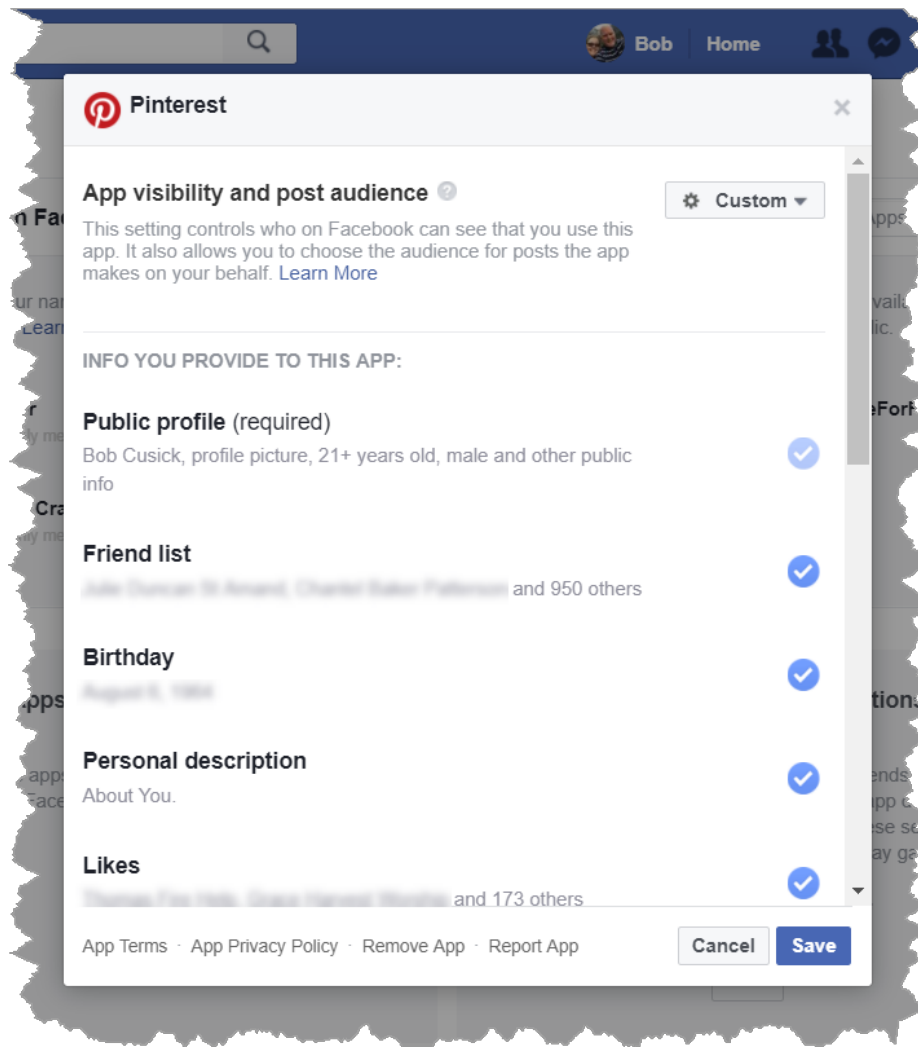 Bob Home
Pinterest
App visibility and post audience
Custom
This setting controls who on Facebook can see that you use this
app. It also allows you to choose the audience for posts the app
makes on your behalf. Learn More
INFO YOU PROVIDE TO THIS APP:
Public profile (required)
Bob Cusick, profile picture, 21+ years old, male and other public
info
Friend list
and 950 others
Birthday
Personal description
About You.
Likes
and 173 others
App Terms · App Privacy Policy · Remove App · Report App
Cancel Save